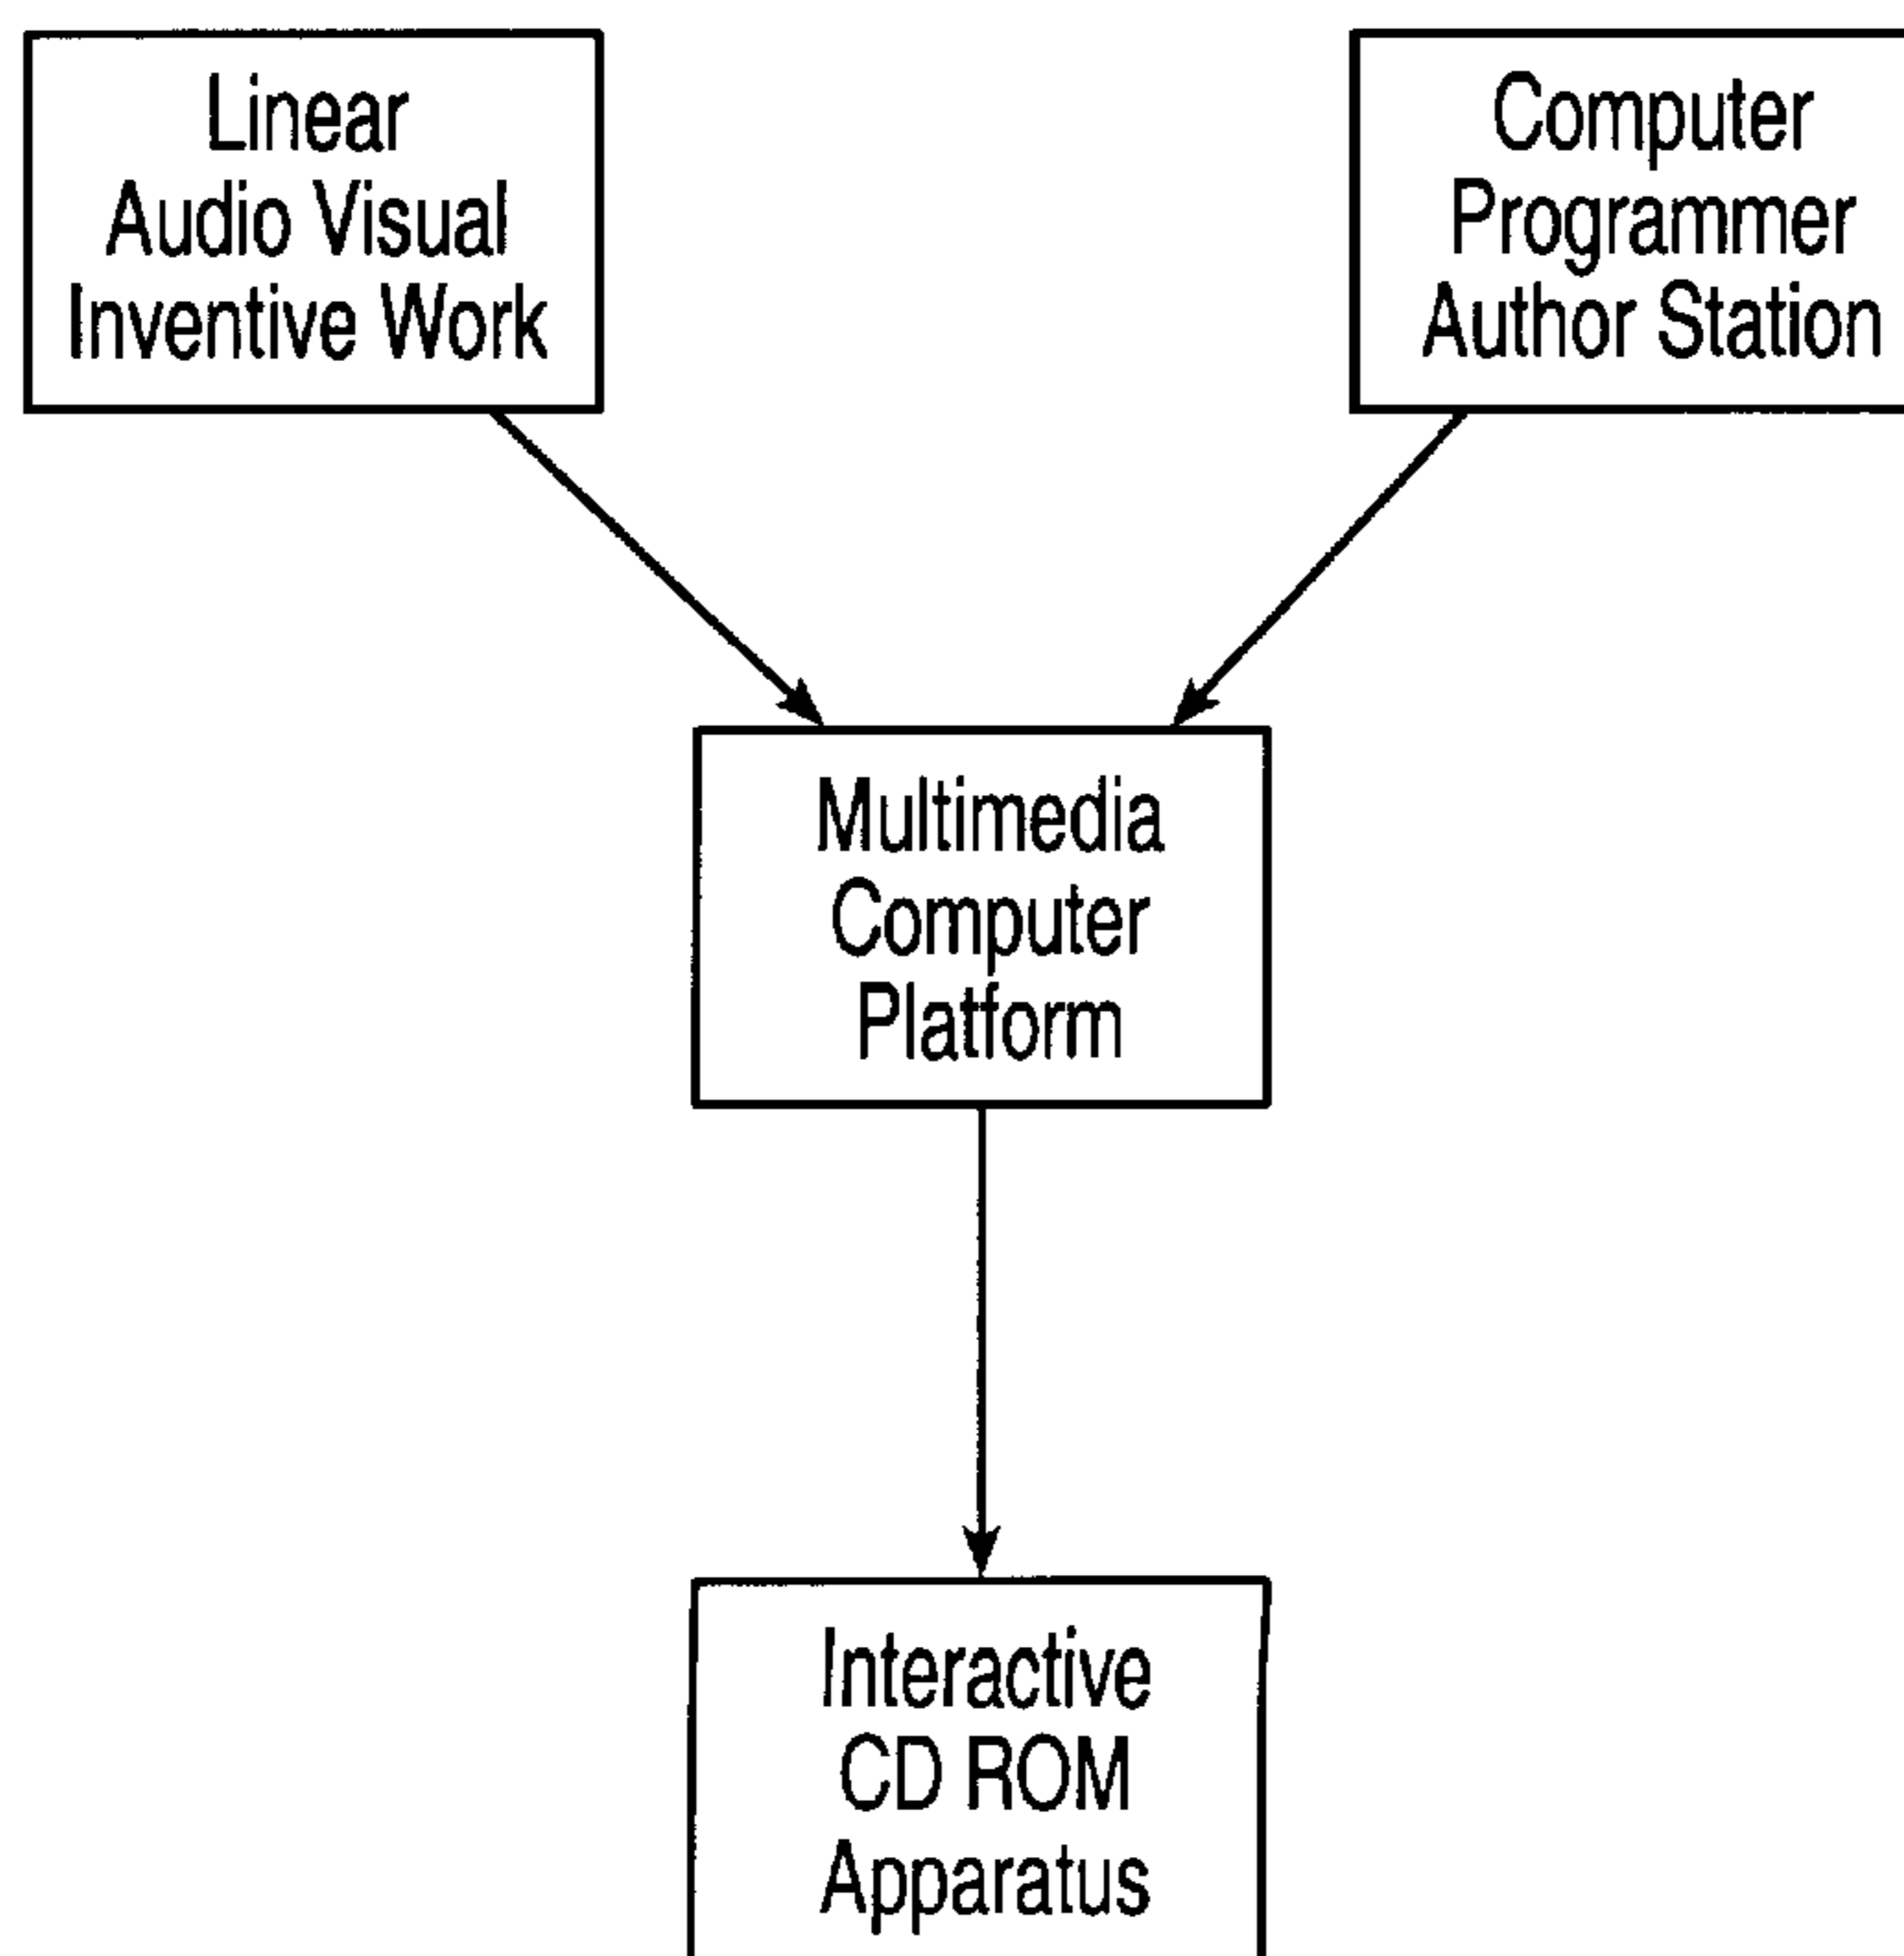 Linear
Audio Visual
Inventive Work
Computer
Programmer
Author Station
Multimedia
Computer
Platform
Interactive
CD ROM
Apparatus